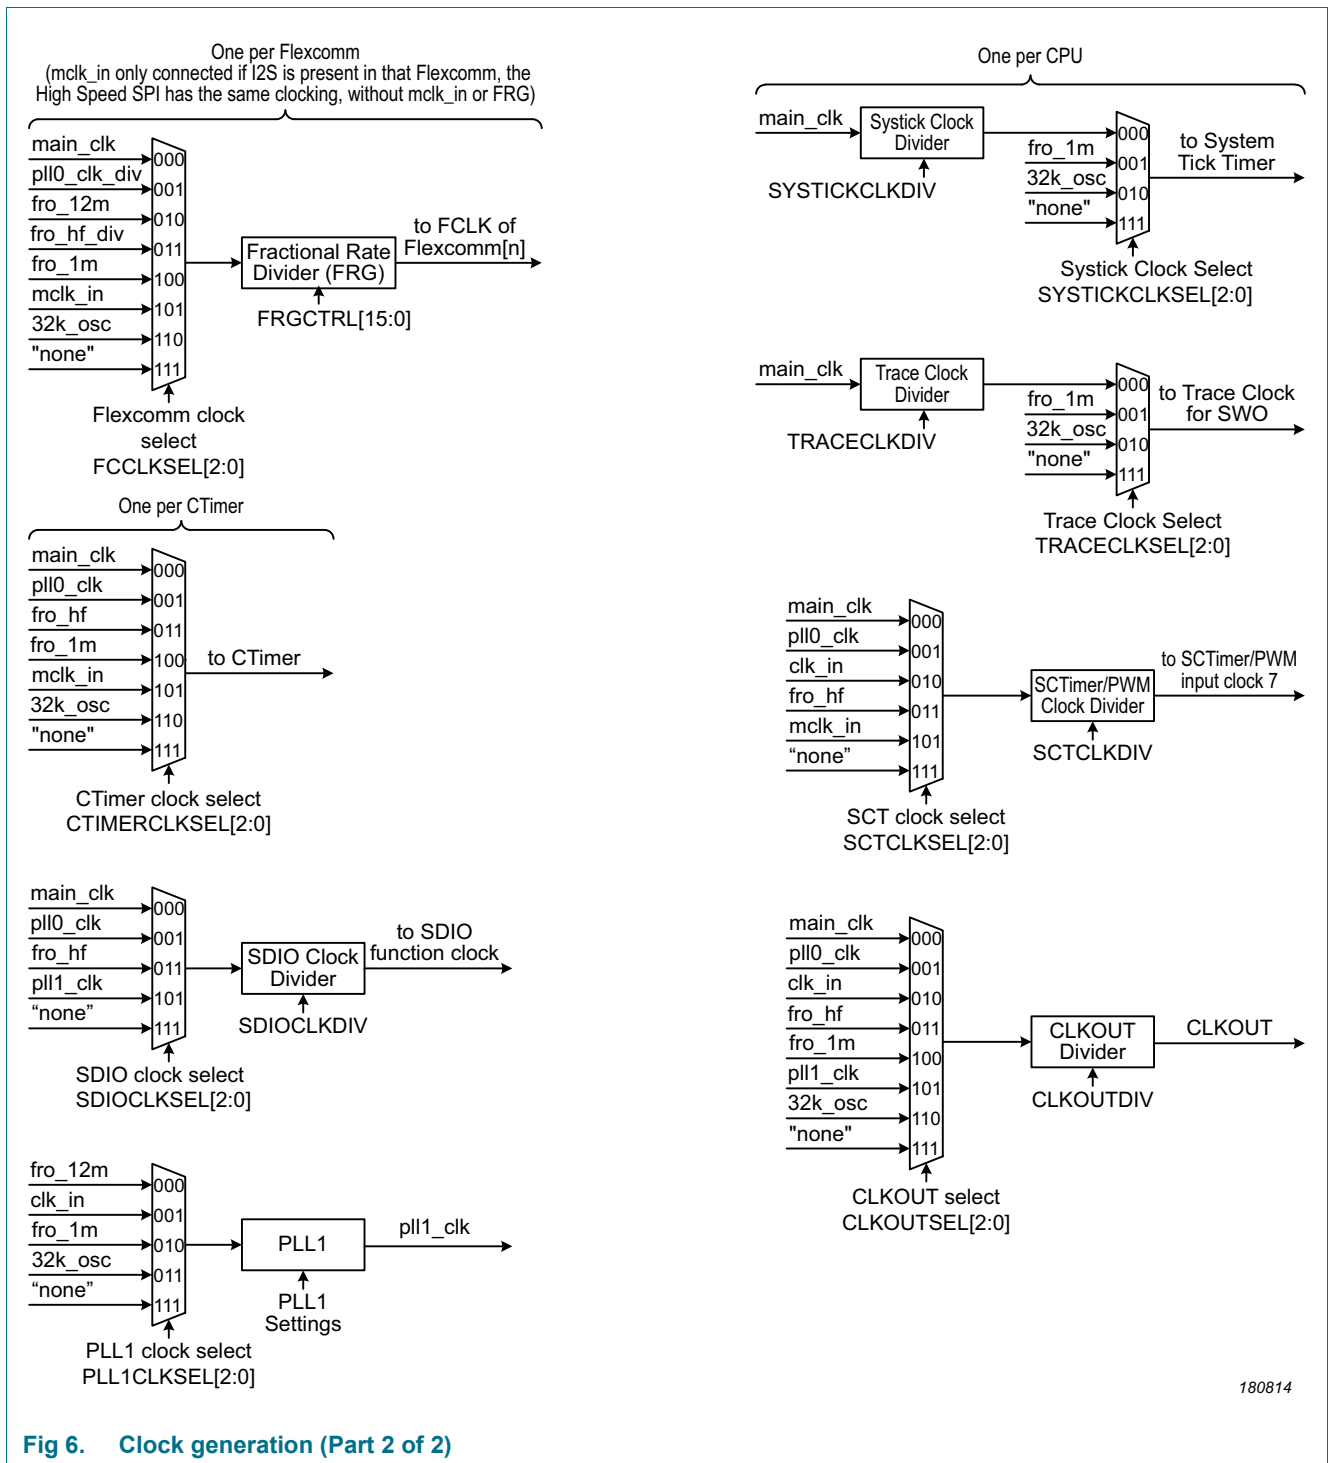 One per Flexcomm
(mclk_in only connected if I2S is present in that Flexcomm, the
High Speed SPI has the same clocking, without mclk_in or FRG)
main_clk
000
pll0_clk_div
001
fro_12m
010
fro_hf_div
011
fro_1m
100
mclk_in
101
32k_osc
110
"none"
111
Fractional Rate
Divider (FRG)
to FCLK of
Flexcomm[n]
FRGCTRL[15:0]
Flexcomm clock
select
FCCLKSEL[2:0]
One per CTimer
main_clk
000
pll0_clk
001
fro_hf
011
fro_1m
100
mclk_in
101
32k_osc
110
"none"
111
to CTimer
CTimer clock select
CTIMERCLKSEL[2:0]
main_clk
000
pll0_clk
001
fro_hf
011
pll1_clk
101
“none”
111
SDIO Clock
Divider
to SDIO
function clock
SDIOCLKDIV
SDIO clock select
SDIOCLKSEL[2:0]
fro_12m
000
clk_in
001
fro_1m
010
32k_osc
011
“none”
111
PLL1
pll1_clk
PLL1
Settings
PLL1 clock select
PLL1CLKSEL[2:0]
One per CPU
main_clk
Systick Clock
Divider
SYSTICKCLKDIV
000
fro_1m
001
32k_osc
010
"none"
111
to System
Tick Timer
Systick Clock Select
SYSTICKCLKSEL[2:0]
main_clk
Trace Clock
Divider
TRACECLKDIV
000
fro_1m
001
32k_osc
010
"none"
111
to Trace Clock
for SWO
Trace Clock Select
TRACECLKSEL[2:0]
main_clk
000
pll0_clk
001
clk_in
010
fro_hf
011
mclk_in
101
“none”
111
SCTimer/PWM
Clock Divider
to SCTimer/PWM
input clock 7
SCTCLKDIV
SCT clock select
SCTCLKSEL[2:0]
main_clk
000
pll0_clk
001
clk_in
010
fro_hf
011
fro_1m
100
pll1_clk
101
32k_osc
110
"none"
111
CLKOUT
Divider
CLKOUT
CLKOUTDIV
CLKOUT select
CLKOUTSEL[2:0]
180814
Fig 6. Clock generation (Part 2 of 2)